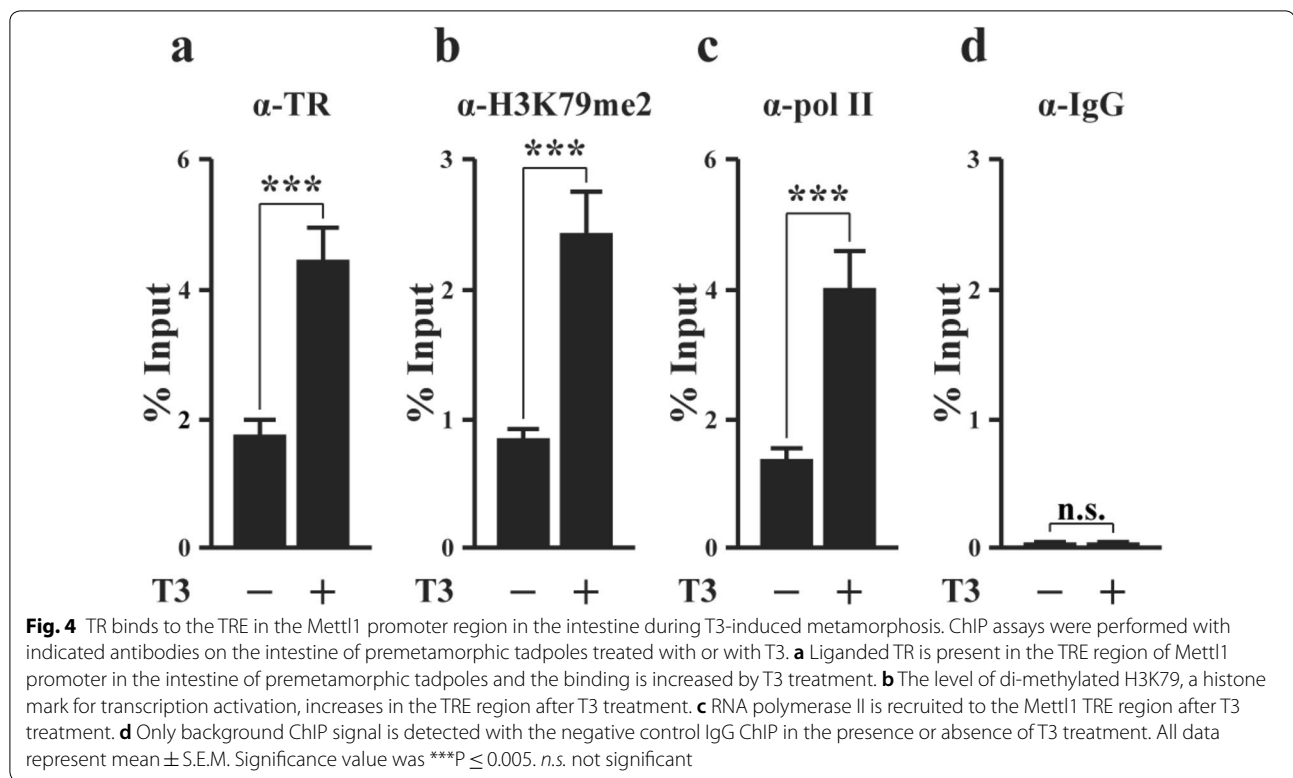 a b c d
α-TR α-H3K79me2 α-pol II α-IgG
6 3 6 3
*** *** ***
4 2 4 2
% Input % Input % Input % Input
2 1 2 1
n.s.
0 0 0 0
T3 − + T3 − + T3 − + T3 − +
Fig. 4 TR binds to the TRE in the Mettl1 promoter region in the intestine during T3-induced metamorphosis. ChIP assays were performed with
indicated antibodies on the intestine of premetamorphic tadpoles treated with or with T3. a Liganded TR is present in the TRE region of Mettl1
promoter in the intestine of premetamorphic tadpoles and the binding is increased by T3 treatment. b The level of di-methylated H3K79, a histone
mark for transcription activation, increases in the TRE region after T3 treatment. c RNA polymerase II is recruited to the Mettl1 TRE region after T3
treatment. d Only background ChIP signal is detected with the negative control IgG ChIP in the presence or absence of T3 treatment. All data
represent mean ± S.E.M. Significance value was ***P ≤ 0.005. n.s. not significant